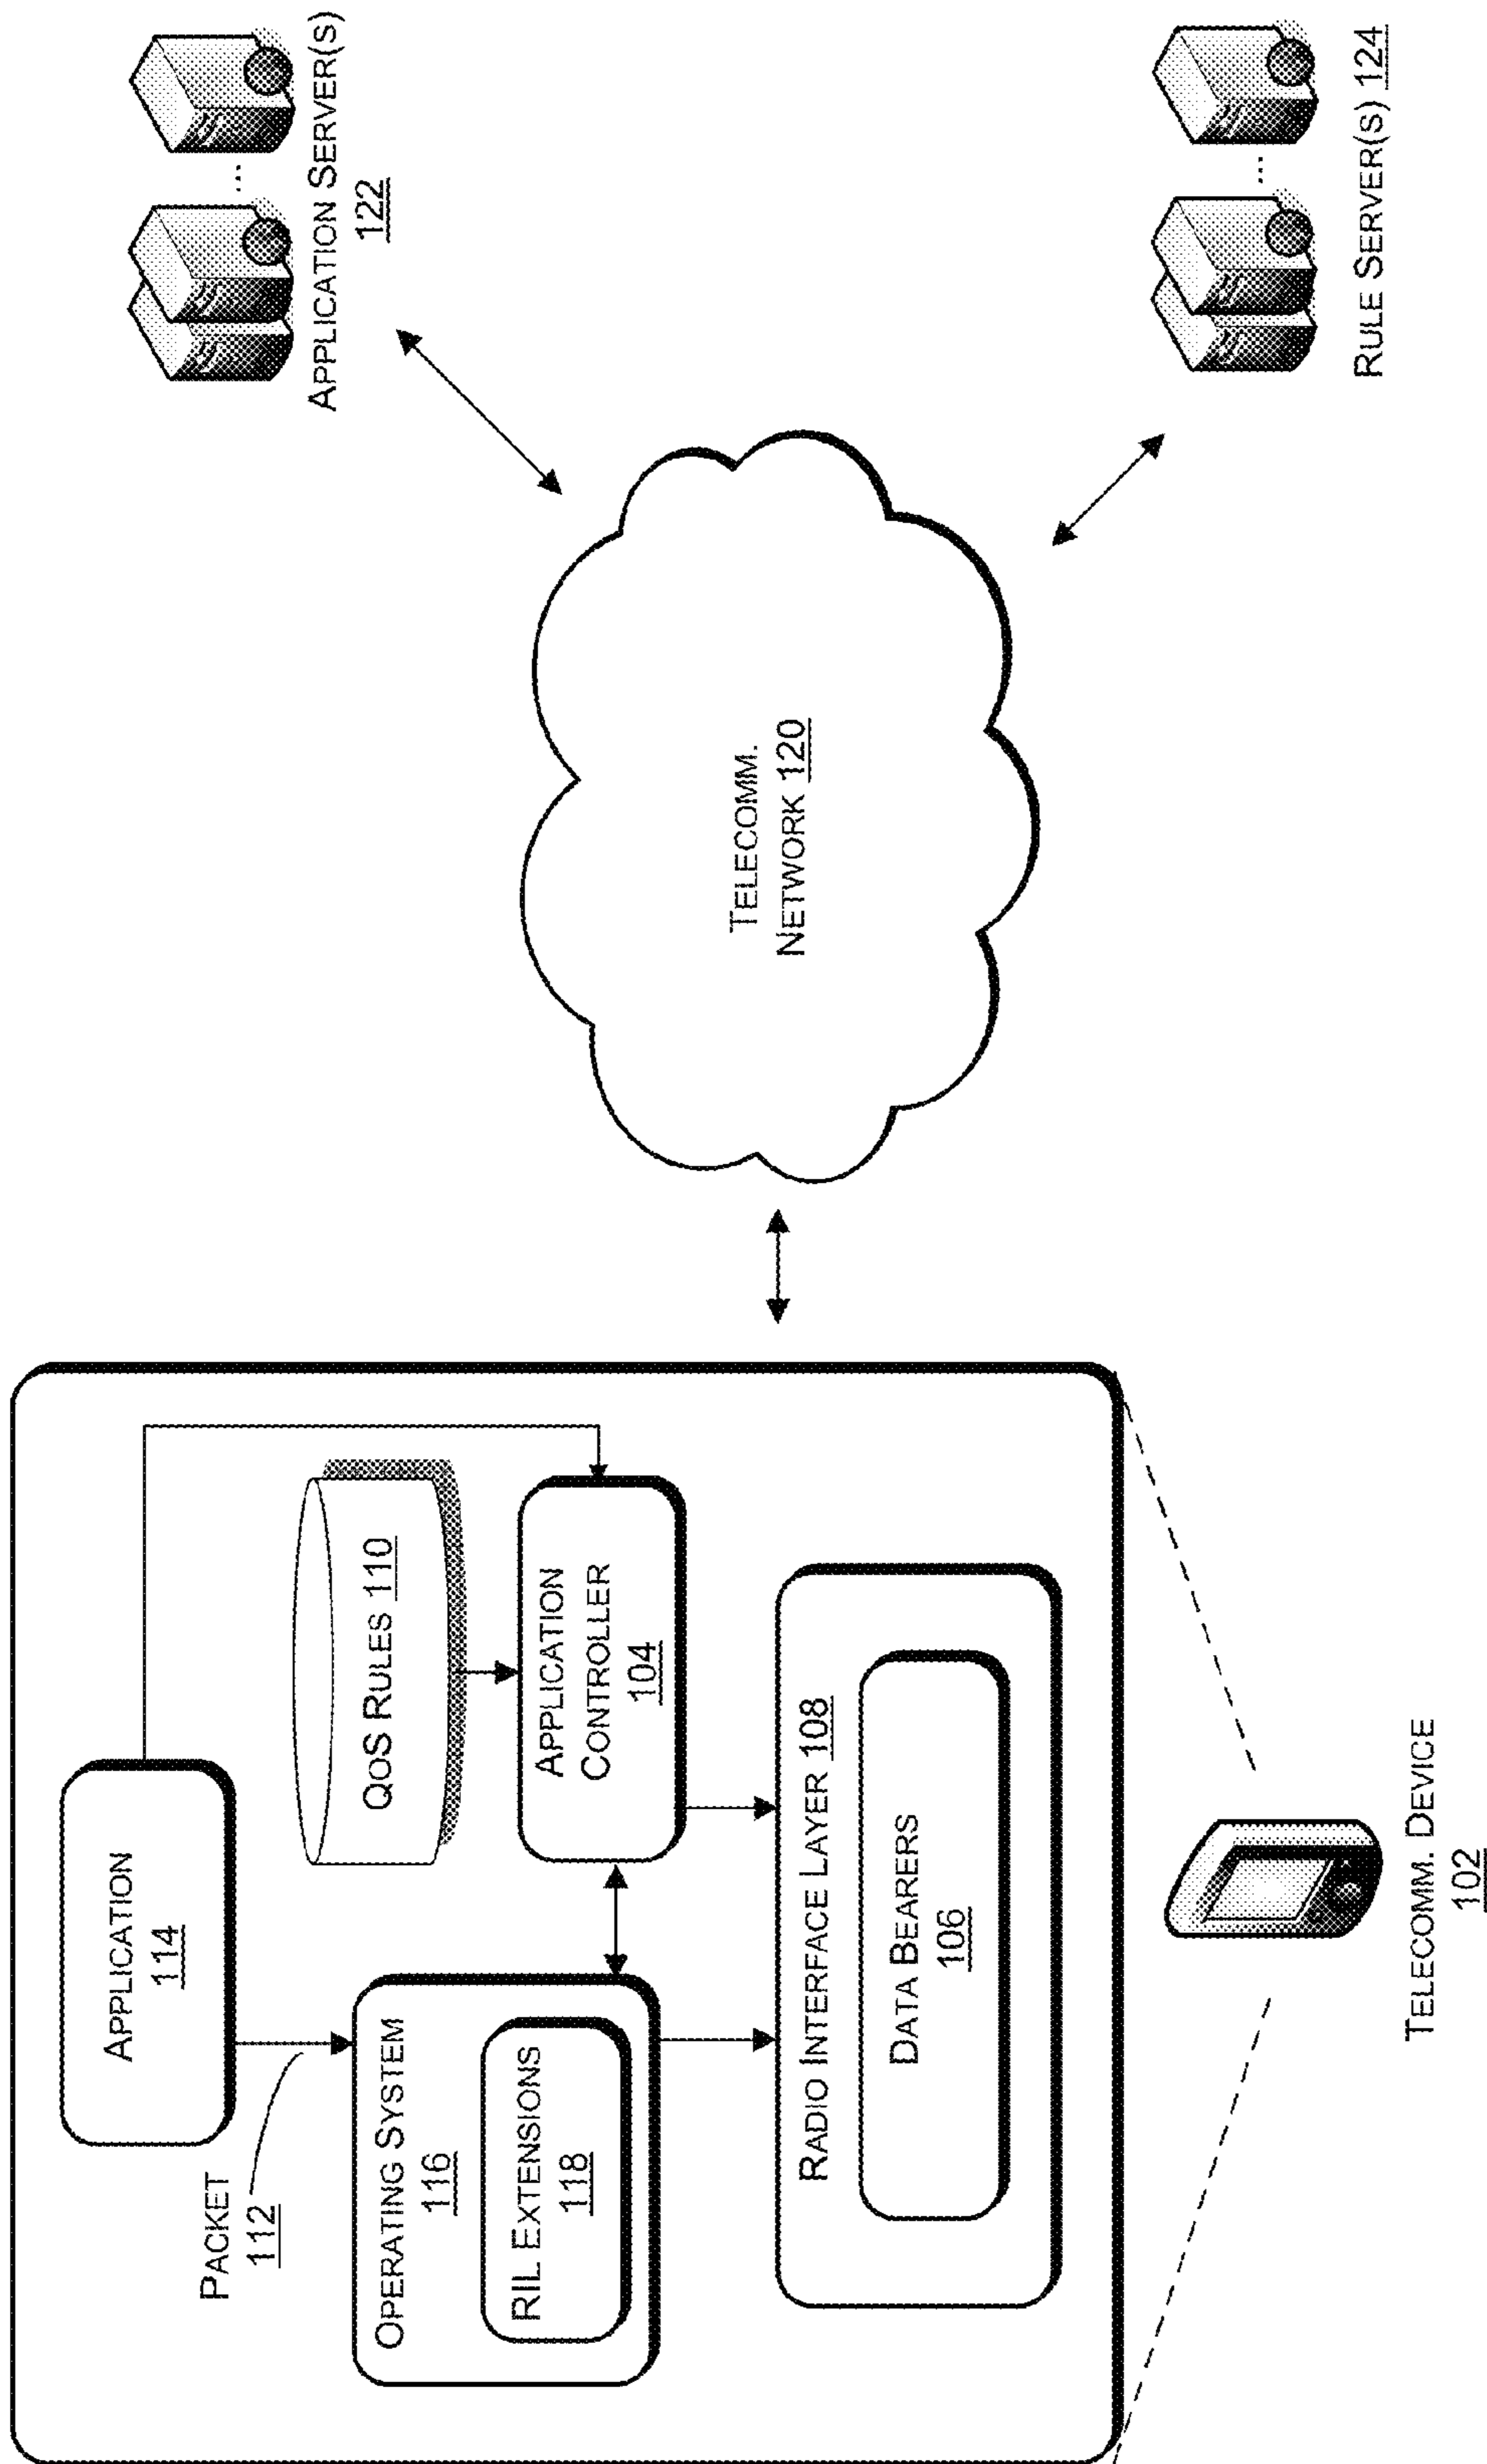 APPLICATION
114
PACKET
112
OPERATING SYSTEM
116
RIL EXTENSIONS
118
QOS RULES 110
APPLICATION
CONTROLLER
104
RADIO INTERFACE LAYER 108
DATA BEARERS
106
TELECOMM. DEVICE
102
TELECOMM.
NETWORK 120
APPLICATION SERVER(S)
122
...
RULE SERVER(S) 124
...